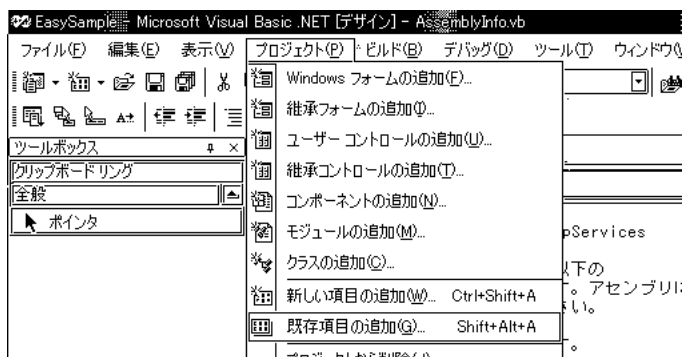 EasySample - Microsoft Visual Basic .NET [デザイン] - AssemblyInfo.vb
ファイル(F) 編集(E) 表示(V) プロジェクト(P) ビルド(B) デバッグ(D) ツール(T) ウィンドウ(
Windows フォームの追加(F)...
継承フォームの追加(I)...
ユーザー コントロールの追加(U)...
ツールボックス
継承コントロールの追加(T)...
クリップボード リング
全般
コンポーネントの追加(N)...
ポインタ
モジュールの追加(M)...
pServices
クラスの追加(C)...
以下の
新しい項目の追加(W)... Ctrl+Shift+A
。アセンブリに
さい。
既存項目の追加(G)... Shift+Alt+A
。